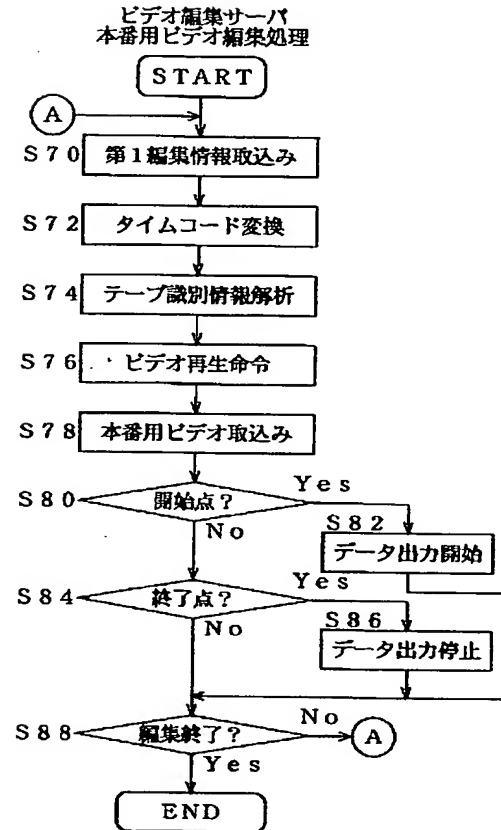 ビデオ編集サーバ
本番用ビデオ編集処理
START
A
S70 第1編集情報取込み
S72 タイムコード変換
S74 テープ識別情報解析
S76 ビデオ再生命令
S78 本番用ビデオ取込み
S80 開始点? Yes
No
S82
データ出力開始
S84 終了点? Yes
No
S86
データ出力停止
S88 編集終了? No A
Yes
END